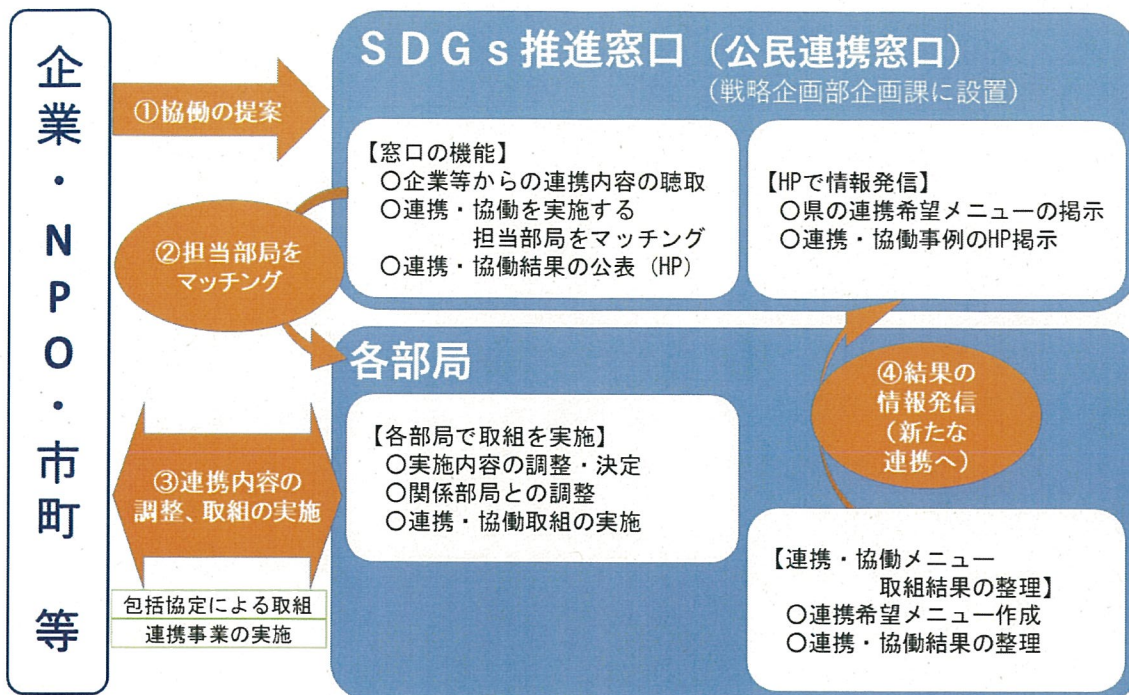 企業・NPO・市町 等
①協働の提案
SDGs推進窓口（公民連携窓口）
（戦略企画部企画課に設置）
【窓口の機能】
〇企業等からの連携内容の聴取
〇連携・協働を実施する
担当部局をマッチング
〇連携・協働結果の公表（HP）
【HPで情報発信】
〇県の連携希望メニューの掲示
〇連携・協働事例のHP掲示
②担当部局を
マッチング
各部局
【各部局で取組を実施】
〇実施内容の調整・決定
〇関係部局との調整
〇連携・協働取組の実施
③連携内容の
調整、取組の実施
包括協定による取組
連携事業の実施
④結果の
情報発信
（新たな
連携へ）
【連携・協働メニュー
取組結果の整理】
〇連携希望メニュー作成
〇連携・協働結果の整理